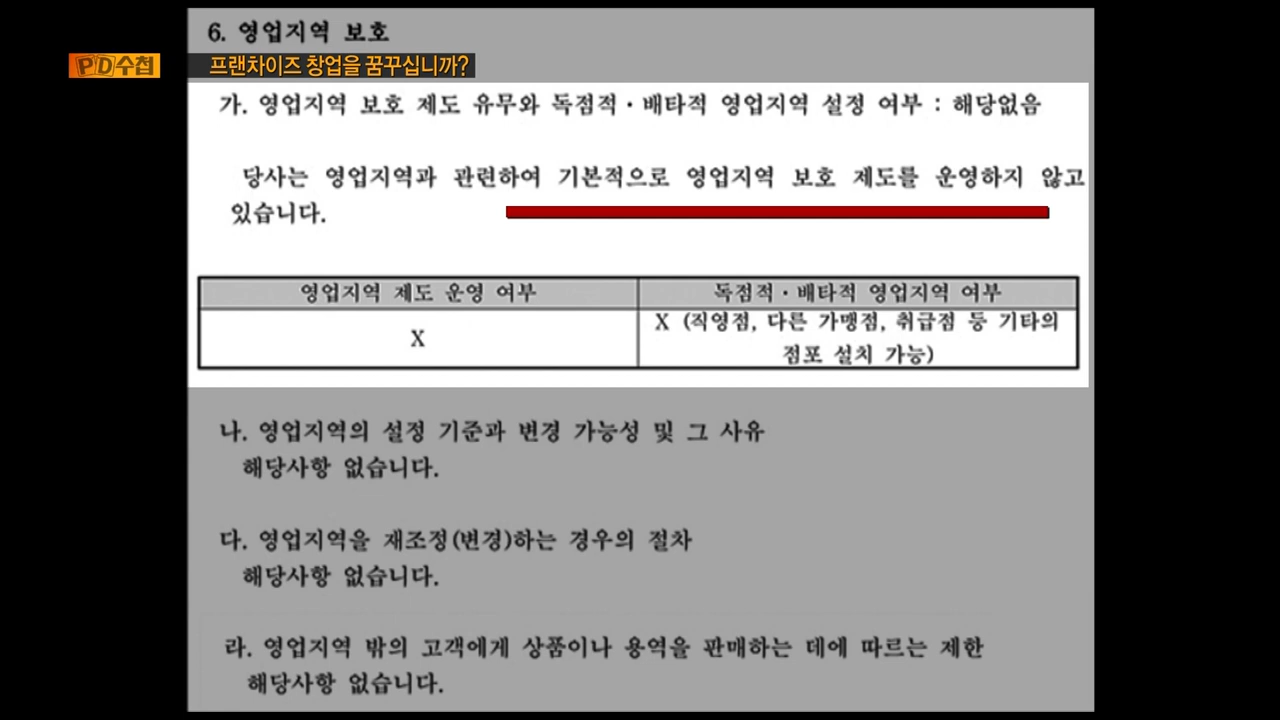 6. 영업지역 보호
PD수첩
프랜차이즈 창업을 꿈꾸십니까?
가. 영업지역 보호 제도 유무와 독점적·배타적 영업지역 설정 여부 : 해당없음
당사는 영업지역과 관련하여 기본적으로 영업지역 보호 제도를 운영하지 않고
있습니다.
영업지역 제도 운영 여부
독점적·배타적 영업지역 여부
X
X (직영점, 다른 가맹점, 취급점 등 기타의
점포 설치 가능)
나. 영업지역의 설정 기준과 변경 가능성 및 그 사유
해당사항 없습니다.
다. 영업지역을 재조정(변경)하는 경우의 절차
해당사항 없습니다.
라. 영업지역 밖의 고객에게 상품이나 용역을 판매하는 데에 따르는 제한
해당사항 없습니다.